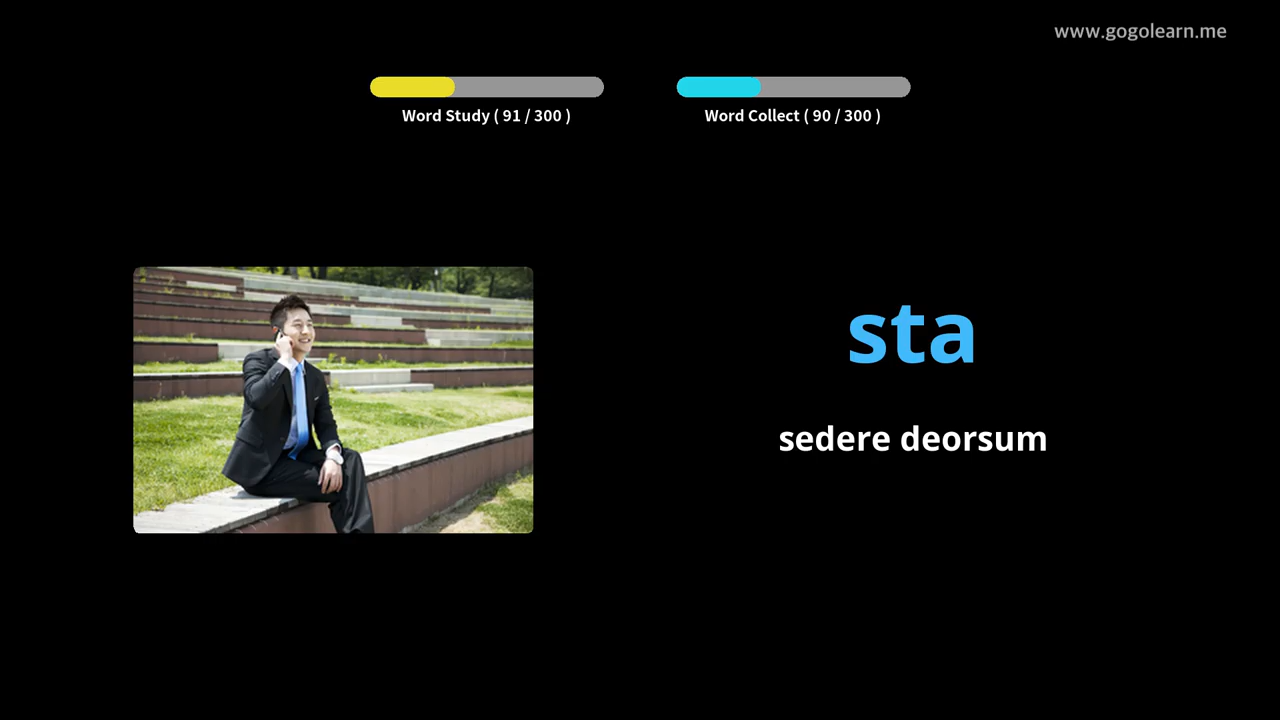 www.gogolearn.me
Word Study ( 91 / 300 )
Word Collect ( 90 / 300 )
sta
sedere deorsum